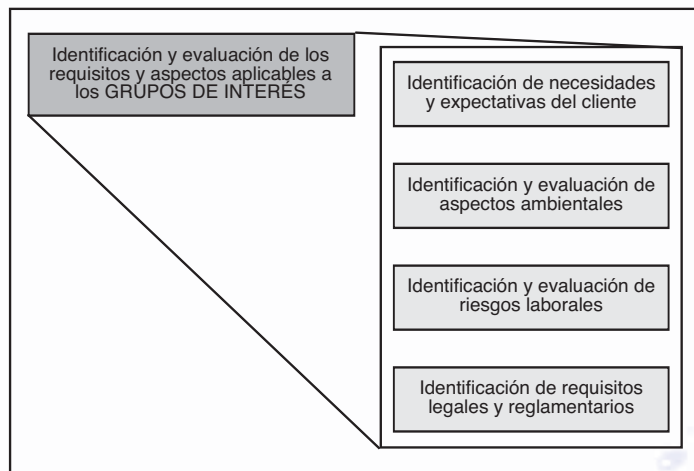 Identificación y evaluación de los
requisitos y aspectos aplicables a
los GRUPOS DE INTERÉS
Identificación de necesidades
y expectativas del cliente
Identificación y evaluación de
aspectos ambientales
Identificación y evaluación de
riesgos laborales
Identificación de requisitos
legales y reglamentarios